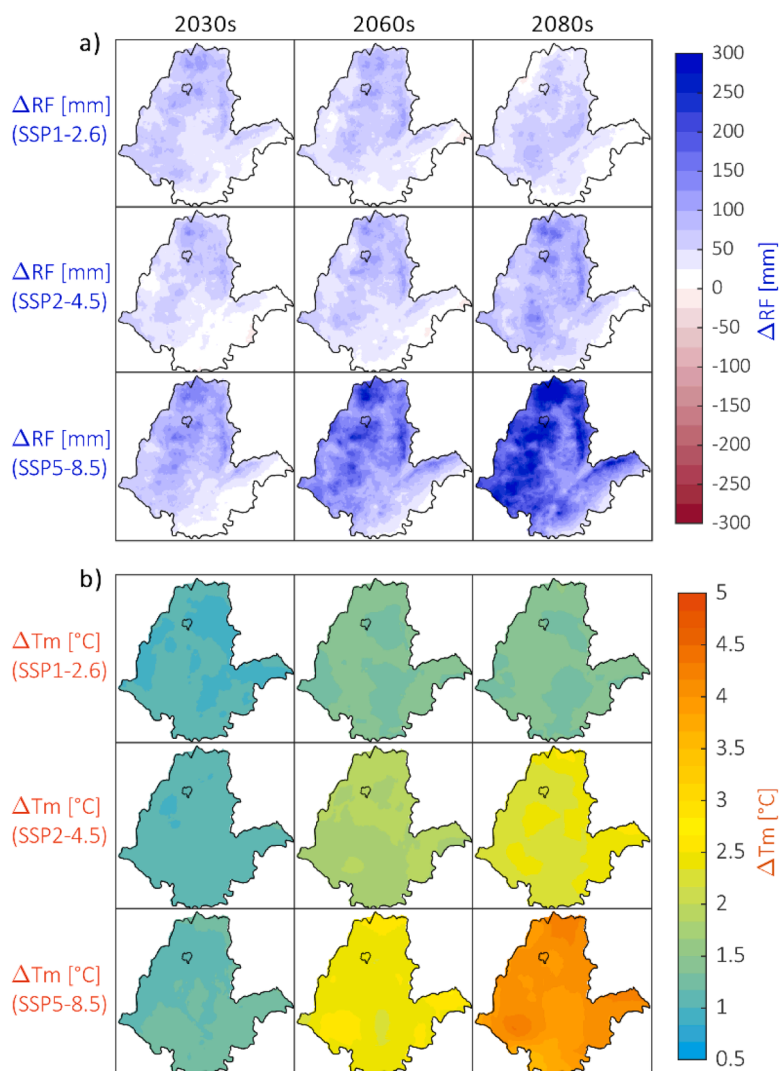 2030s 2060s 2080s
a)
ΔRF [mm]
(SSP1-2.6)
ΔRF [mm]
(SSP2-4.5)
ΔRF [mm]
(SSP5-8.5)
300
250
200
150
100
50
0
-50
-100
-150
-200
-250
-300
ΔRF [mm]
b)
ΔTm [°C]
(SSP1-2.6)
ΔTm [°C]
(SSP2-4.5)
ΔTm [°C]
(SSP5-8.5)
5
4.5
4
3.5
3
2.5
2
1.5
1
0.5
ΔTm [°C]